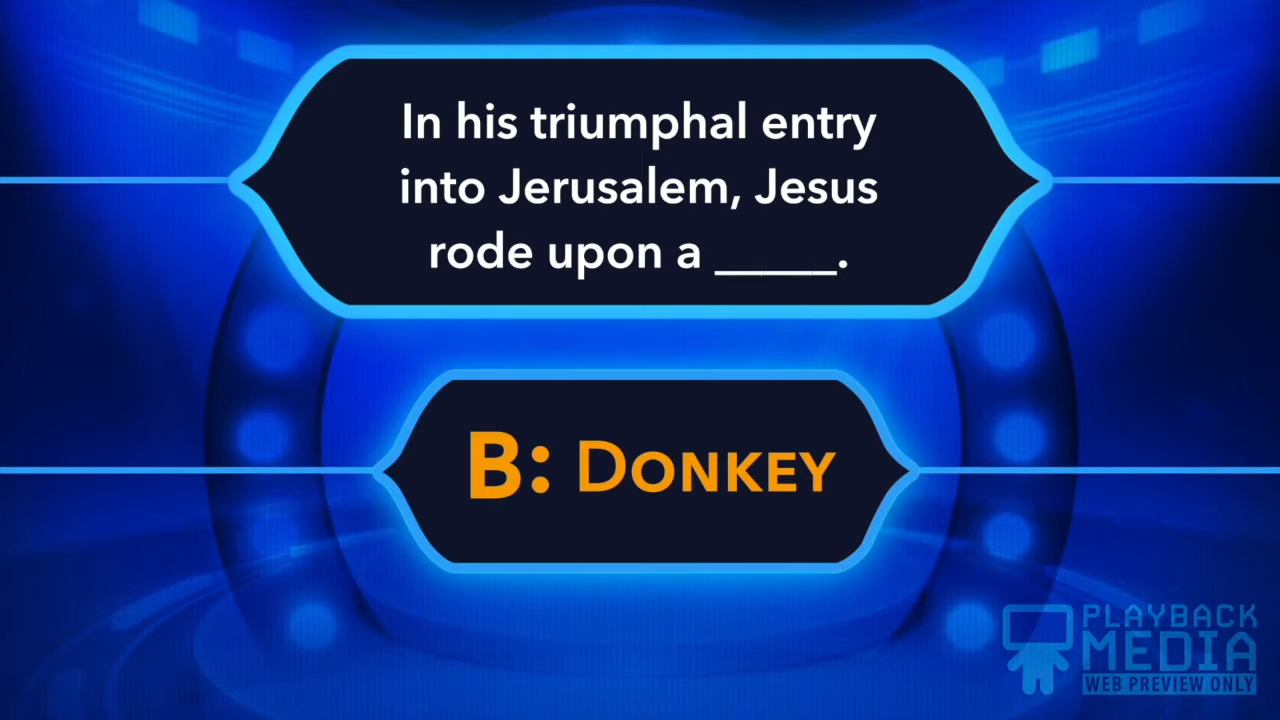 In his triumphal entry
into Jerusalem, Jesus
rode upon a _____.
B: DONKEY
PLAYBACK
MEDIA
WEB PREVIEW ONLY